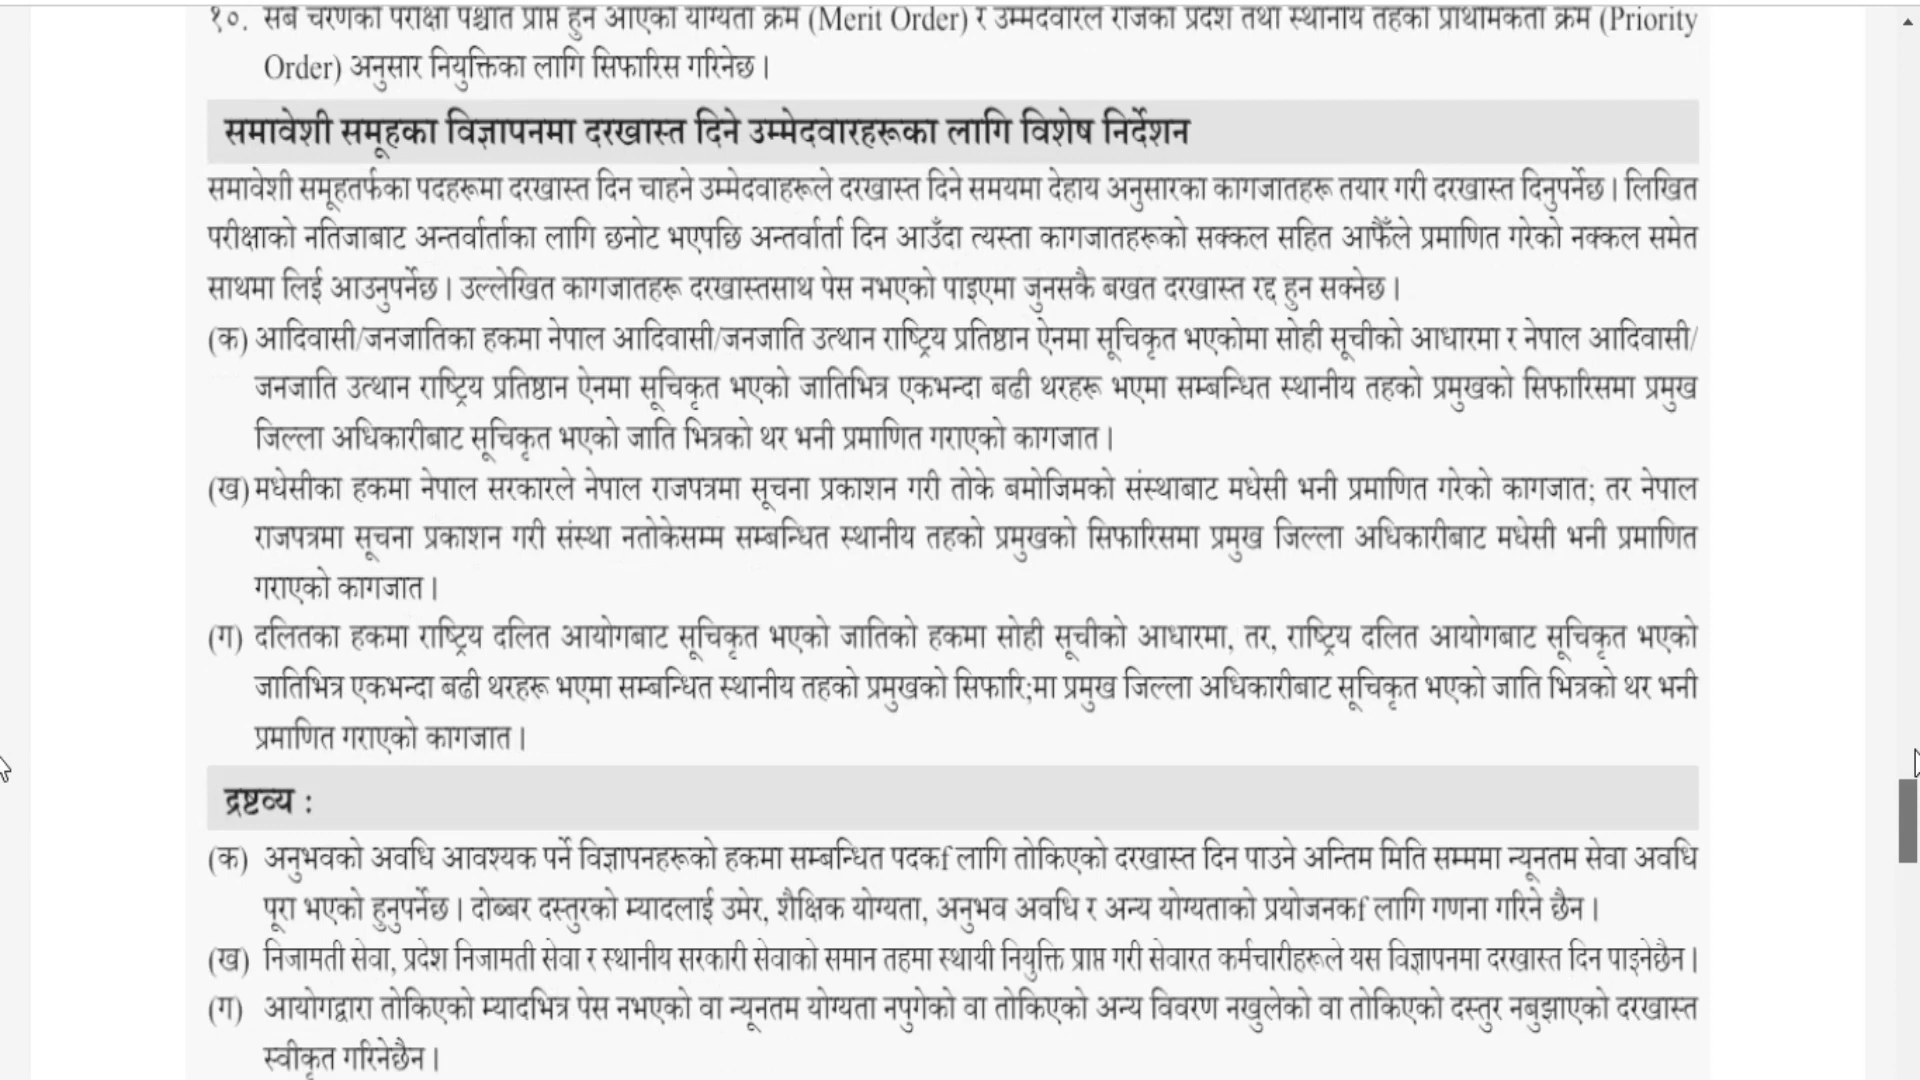 १०. सबै चरणको परीक्षा पश्चात प्राप्त हुन आएको योग्यता क्रम (Merit Order) र उम्मेदवारले रोजेको प्रदेश तथा स्थानीय तहको प्राथमिकता क्रम (Priority
Order) अनुसार नियुक्तिका लागि सिफारिस गरिनेछ ।
समावेशी समूहका विज्ञापनमा दरखास्त दिने उम्मेदवारहरूका लागि विशेष निर्देशन
समावेशी समूहतर्फका पदहरूमा दरखास्त दिन चाहने उम्मेदवाहरूले दरखास्त दिने समयमा देहाय अनुसारका कागजातहरू तयार गरी दरखास्त दिनुपर्नेछ । लिखित
परीक्षाको नतिजाबाट अन्तर्वार्ताका लागि छनोट भएपछि अन्तर्वार्ता दिन आउँदा त्यस्ता कागजातहरूको सक्कल सहित आफैँले प्रमाणित गरेको नक्कल समेत
साथमा लिई आउनुपर्नेछ । उल्लेखित कागजातहरू दरखास्तसाथ पेस नभएको पाइएमा जुनसकै बखत दरखास्त रद्द हुन सक्नेछ ।
(क) आदिवासी/जनजातिका हकमा नेपाल आदिवासी/जनजाति उत्थान राष्ट्रिय प्रतिष्ठान ऐनमा सूचिकृत भएकोमा सोही सूचीको आधारमा र नेपाल आदिवासी/
जनजाति उत्थान राष्ट्रिय प्रतिष्ठान ऐनमा सूचिकृत भएको जातिभित्र एकभन्दा बढी थरहरू भएमा सम्बन्धित स्थानीय तहको प्रमुखको सिफारिसमा प्रमुख
जिल्ला अधिकारीबाट सूचिकृत भएको जाति भित्रको थर भनी प्रमाणित गराएको कागजात ।
(ख) मधेसीका हकमा नेपाल सरकारले नेपाल राजपत्रमा सूचना प्रकाशन गरी तोके बमोजिमको संस्थाबाट मधेसी भनी प्रमाणित गरेको कागजात; तर नेपाल
राजपत्रमा सूचना प्रकाशन गरी संस्था नतोकेसम्म सम्बन्धित स्थानीय तहको प्रमुखको सिफारिसमा प्रमुख जिल्ला अधिकारीबाट मधेसी भनी प्रमाणित
गराएको कागजात ।
(ग) दलितका हकमा राष्ट्रिय दलित आयोगबाट सूचिकृत भएको जातिको हकमा सोही सूचीको आधारमा, तर, राष्ट्रिय दलित आयोगबाट सूचिकृत भएको
जातिभित्र एकभन्दा बढी थरहरू भएमा सम्बन्धित स्थानीय तहको प्रमुखको सिफारि;मा प्रमुख जिल्ला अधिकारीबाट सूचिकृत भएको जाति भित्रको थर भनी
प्रमाणित गराएको कागजात ।
द्रष्टव्य :
(क) अनुभवको अवधि आवश्यक पर्ने विज्ञापनहरूको हकमा सम्बन्धित पदकf लागि तोकिएको दरखास्त दिन पाउने अन्तिम मिति सम्ममा न्यूनतम सेवा अवधि
पूरा भएको हुनुपर्नेछ । दोब्बर दस्तुरको म्यादलाई उमेर, शैक्षिक योग्यता, अनुभव अवधि र अन्य योग्यताको प्रयोजनकf लागि गणना गरिने छैन ।
(ख) निजामती सेवा, प्रदेश निजामती सेवा र स्थानीय सरकारी सेवाको समान तहमा स्थायी नियुक्ति प्राप्त गरी सेवारत कर्मचारीहरूले यस विज्ञापनमा दरखास्त दिन पाइनेछैन ।
(ग) आयोगद्वारा तोकिएको म्यादभित्र पेस नभएको वा न्यूनतम योग्यता नपुगेको वा तोकिएको अन्य विवरण नखुलेको वा तोकिएको दस्तुर नबुझाएको दरखास्त
स्वीकृत गरिनेछैन ।